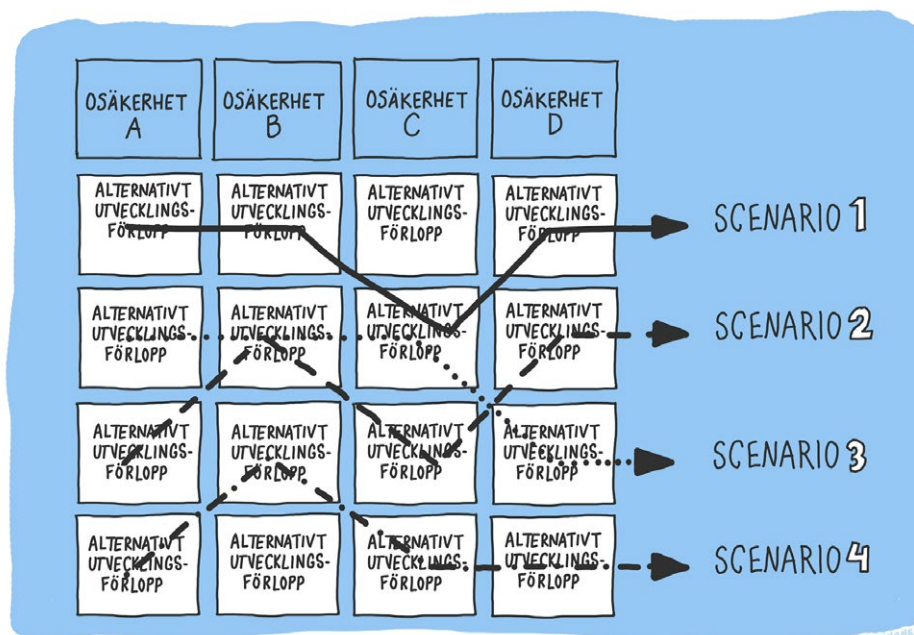 OSÄKERHET
A
OSÄKERHET
B
OSÄKERHET
C
OSÄKERHET
D
ALTERNATIVT
UTVECKLINGS-
FÖRLOPP
ALTERNATIVT
UTVECKLINGS-
FÖRLOPP
ALTERNATIVT
UTVECKLINGS-
FÖRLOPP
ALTERNATIVT
UTVECKLINGS-
FÖRLOPP
SCENARIO 1
ALTERNATIVT
UTVECKLINGS-
FÖRLOPP
ALTERNATIVT
UTVECKLINGS-
FÖRLOPP
ALTERNATIVT
UTVECKLINGS-
FÖRLOPP
ALTERNATIVT
UTVECKLINGS-
FÖRLOPP
SCENARIO 2
ALTERNATIVT
UTVECKLINGS-
FÖRLOPP
ALTERNATIVT
UTVECKLINGS-
FÖRLOPP
ALTERNATIVT
UTVECKLINGS-
FÖRLOPP
ALTERNATIVT
UTVECKLINGS-
FÖRLOPP
SCENARIO 3
ALTERNATIVT
UTVECKLINGS-
FÖRLOPP
ALTERNATIVT
UTVECKLINGS-
FÖRLOPP
ALTERNATIVT
UTVECKLINGS-
FÖRLOPP
ALTERNATIVT
UTVECKLINGS-
FÖRLOPP
SCENARIO 4